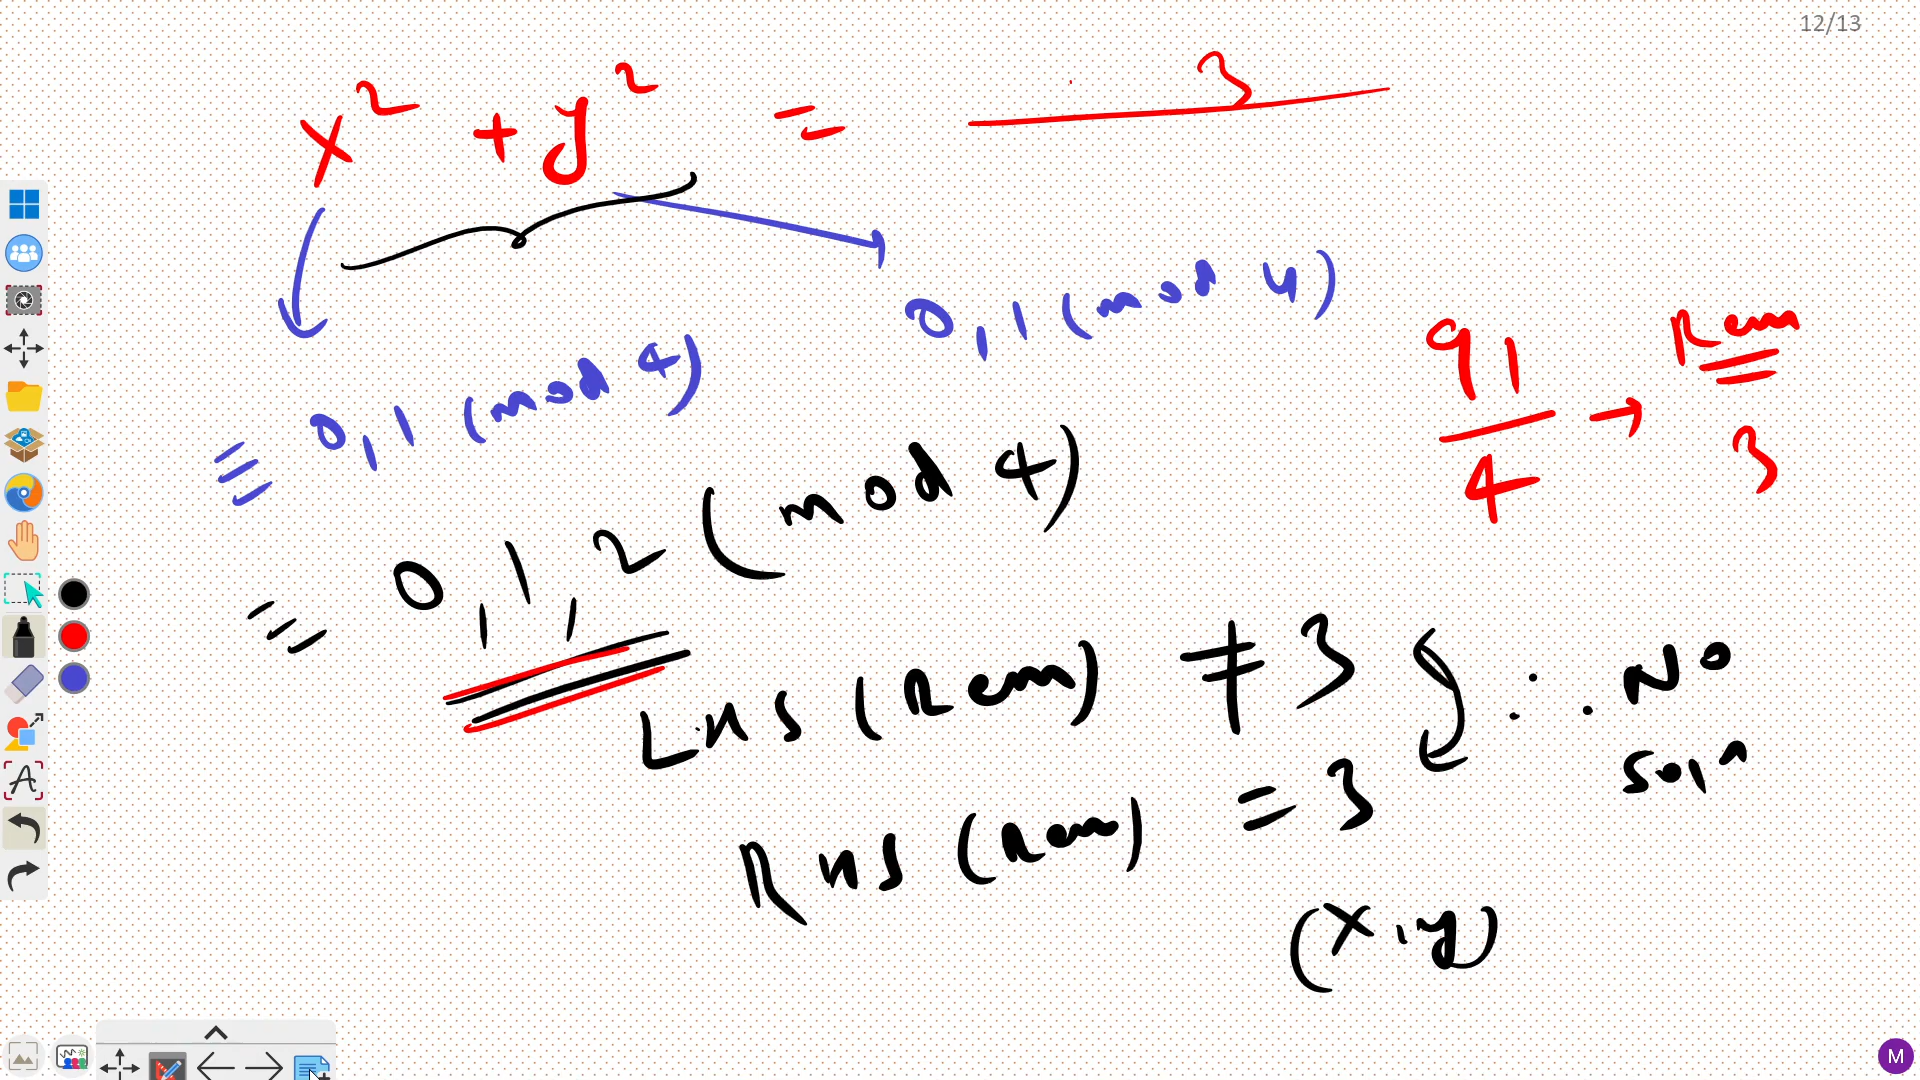 12/13
x² + y² = 3
≡ 0, 1 (mod 4)
0, 1 (mod 4)
91/4 → Rem 3
≡ 0, 1, 2 (mod 4)
LHS (Rem) ≠ 3
RHS (Rem) = 3
∴ No
solⁿ
(x, y)
M